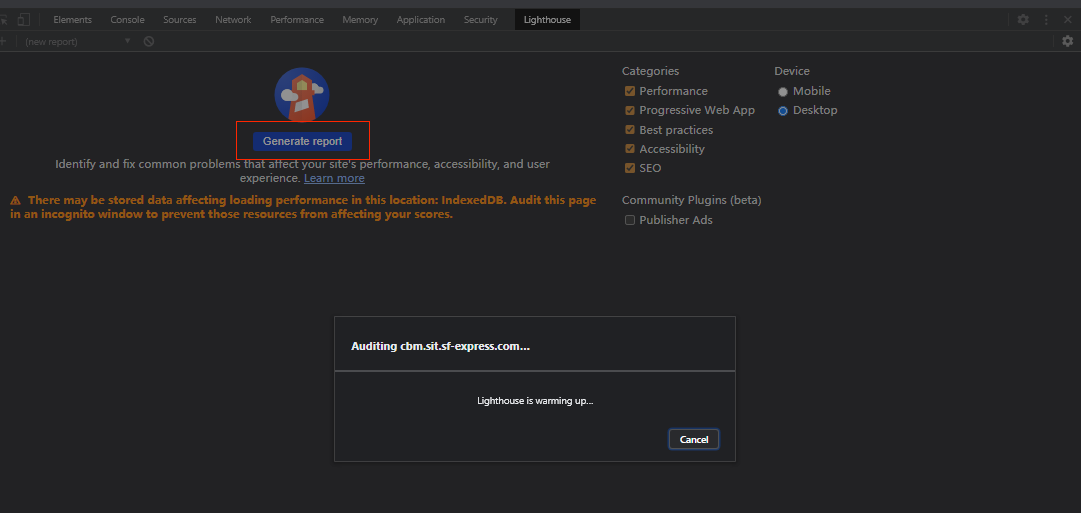 Elements Console Sources Network Performance Memory Application Security Lighthouse
(new report)
Categories Device
Performance Mobile
Progressive Web App Desktop
Best practices
Accessibility
SEO
Community Plugins (beta)
Publisher Ads
Generate report
Identify and fix common problems that affect your site's performance, accessibility, and user
experience. Learn more
There may be stored data affecting loading performance in this location: IndexedDB. Audit this page
in an incognito window to prevent those resources from affecting your scores.
Auditing cbm.sit.sf-express.com...
Lighthouse is warming up...
Cancel